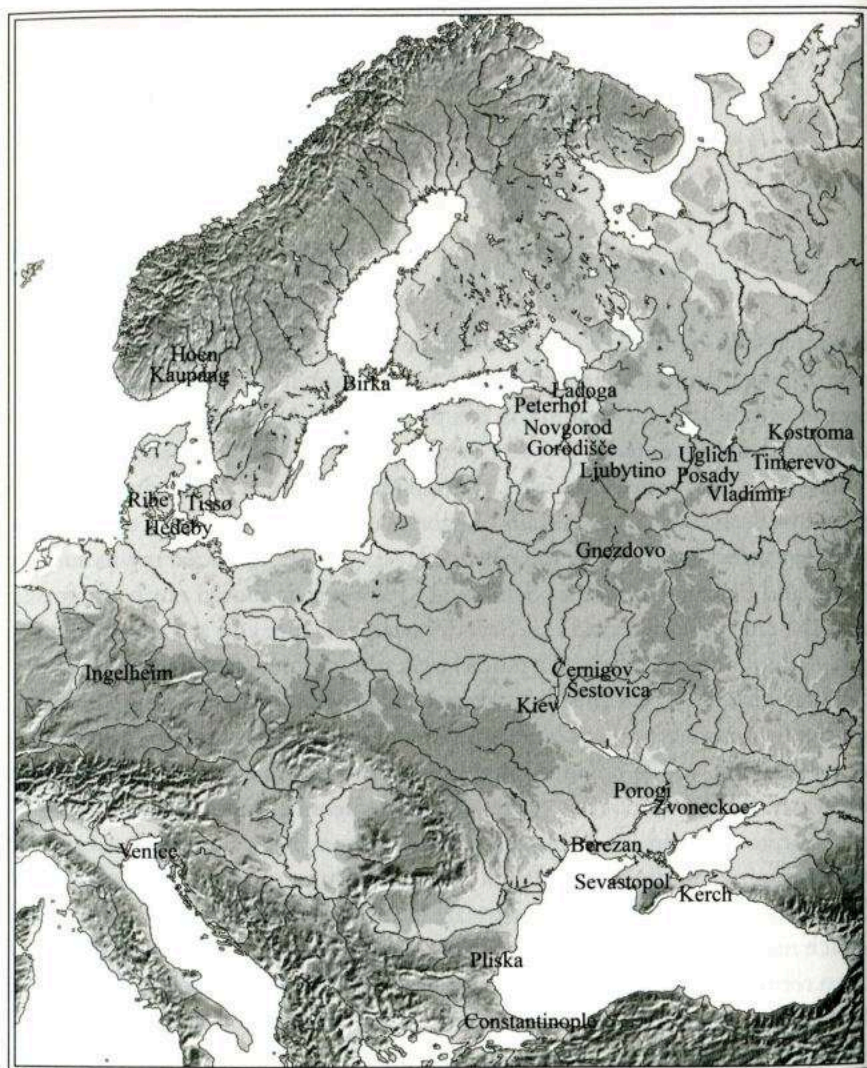 Hoen
Kaupang
Birka
Ladoga
Peterhof
Novgorod
Gorodišče
Ljubytino
Kostroma
Uglich
Timerevo
Posady
Vladimir
Ribe
Tissø
Hedeby
Gnezdovo
Ingelheim
Černigov
Šestovica
Kiev
Porogi
Zvoneckoe
Venice
Berezan
Sevastopol
Kerch
Pliska
Constantinople